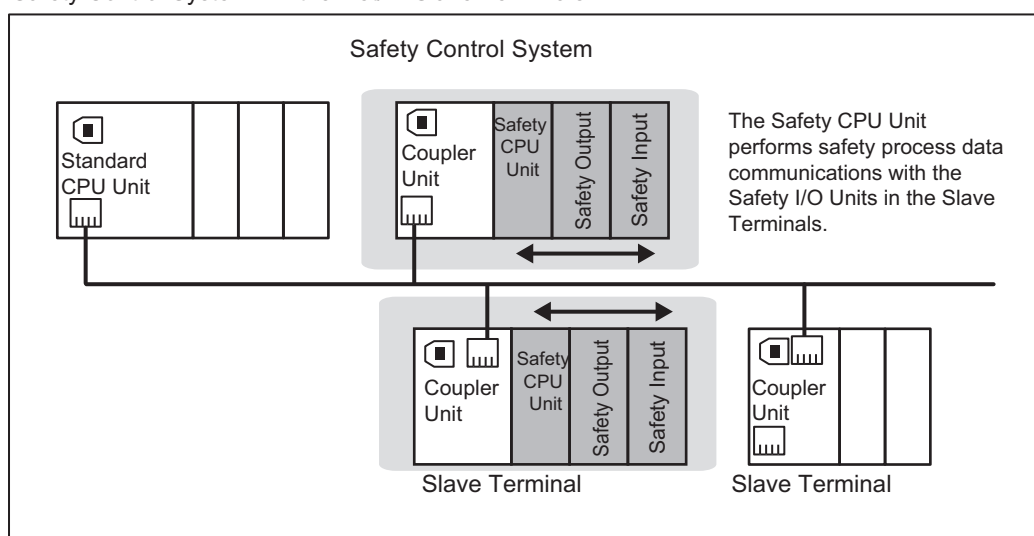 Safety Control System
Standard
CPU Unit
Coupler
Unit
Safety
CPU
Unit
Safety Output
Safety Input
The Safety CPU Unit
performs safety process data
communications with the
Safety I/O Units in the Slave
Terminals.
Coupler
Unit
Safety
CPU
Unit
Safety Output
Safety Input
Coupler
Unit
Slave Terminal
Slave Terminal